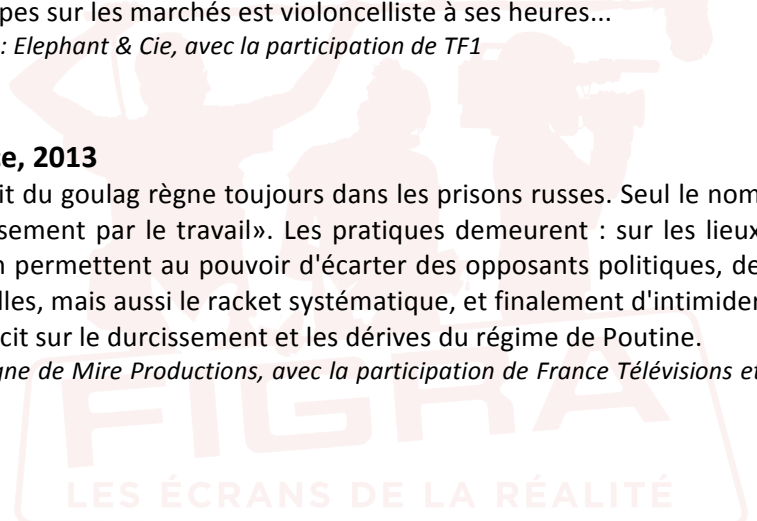 pes sur les marchés est violoncelliste à ses heures...
: Elephant & Cie, avec la participation de TF1
e, 2013
it du goulag règne toujours dans les prisons russes. Seul le nom
sement par le travail». Les pratiques demeurent : sur les lieux
n permettent au pouvoir d'écarter des opposants politiques, de
lles, mais aussi le racket systématique, et finalement d'intimider
cit sur le durcissement et les dérives du régime de Poutine.
gne de Mire Productions, avec la participation de France Télévisions et
FIGRA
LES ÉCRANS DE LA RÉALITÉ